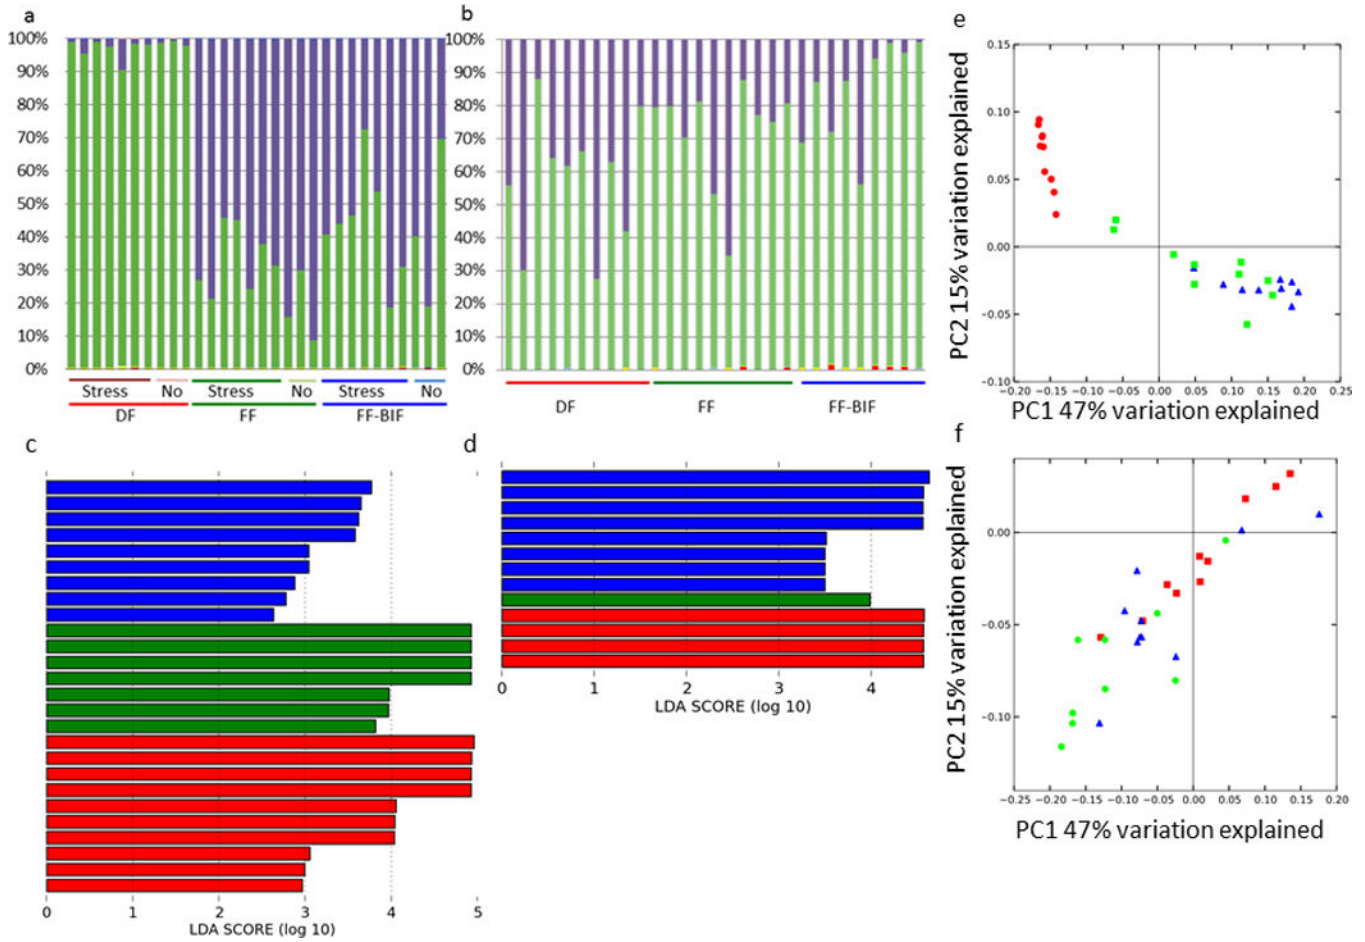 a
100%
90%
80%
70%
60%
50%
40%
30%
20%
10%
0%
Stress No Stress No Stress No
DF FF FF-BIF
b
100%
90%
80%
70%
60%
50%
40%
30%
20%
10%
0%
DF FF FF-BIF
e
PC2 15% variation explained
0.15
0.10
0.05
0.00
−0.05
−0.10
−0.20 −0.15 −0.10 −0.05 0.00 0.05 0.10 0.15 0.20 0.25
PC1 47% variation explained
c
0 1 2 3 4 5
LDA SCORE (log 10)
d
0 1 2 3 4
LDA SCORE (log 10)
f
PC2 15% variation explained
0.00
−0.05
−0.10
−0.25 −0.20 −0.15 −0.10 −0.05 0.00 0.05 0.10 0.15 0.20
PC1 47% variation explained